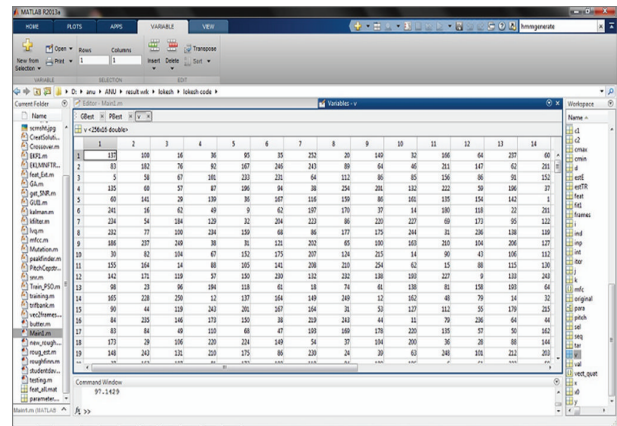 MATLAB R2013a
HOME PLOTS APPS VARIABLE VIEW hmmgenerate
New from Selection Open Print Rows Columns 1 1 Insert Delete Transpose Sort
VARIABLE SELECTION EDIT
D: anu ANU result wk lokesh lokesh code
Current Folder Editor - Main1.m Variables - v Workspace
Name GBest PBest v Name
v <256x16 double>
1 2 3 4 5 6 7 8 9 10 11 12 13 14
1 137 100 16 36 95 35 252 20 149 32 166 64 237 60
2 83 182 76 92 167 246 243 89 64 46 211 147 62 211
3 5 58 67 101 233 231 64 112 86 85 156 86 91 152
4 135 60 57 87 196 94 38 254 201 132 222 50 196 37
5 60 141 29 139 36 167 116 159 86 161 135 154 142 1
6 241 16 62 49 9 62 197 170 37 14 180 118 22 211
7 234 54 184 129 32 204 223 86 220 227 69 173 95 122
8 232 77 100 234 159 68 86 177 175 244 31 236 138 119
9 186 237 249 38 31 121 202 65 100 163 210 104 200 127
10 30 82 104 67 152 175 207 124 215 14 90 43 106 112
11 155 164 14 88 105 141 208 210 254 62 15 88 115 130
12 142 171 119 57 150 230 132 232 138 193 227 9 133 243
13 98 23 96 194 118 61 18 74 61 138 81 158 193 64
14 165 228 250 12 137 164 149 249 12 162 48 79 14 32
15 90 44 119 243 201 167 164 31 53 127 112 55 179 215
16 84 235 146 173 150 38 219 243 44 11 79 236 64 44
17 83 84 49 110 68 47 193 169 178 220 135 57 50 162
18 173 29 106 220 224 149 54 37 104 200 36 28 88 144
19 148 243 131 210 175 86 230 24 39 63 248 101 212 203
scrnsht.jpg
CreatSoluti...
Crossover.m
EKF1.m
feat_Ext.m
GA.m
get_SNR.m
GUI1.m
kalman.m
kfilter.m
lvq.m
mfcc.m
Mutation.m
peakfinder.m
PitchCepstr...
snr.m
Train_PSO.m
training.m
trifbank.m
vec2frames...
butter.m
Main1.m
new_rough...
roug_est.m
roughfinn.m
studentdav...
testing.m
feat_all.mat
parameter...
c1
c2
cmax
cmin
d
estE
estTR
feat
fit1
frames
i
ind
inp
int
itor
j
k
mfc
original
para
pitch
sel
seq
tar
v
val
vect_quat
x
x0
y
Command Window
97.1429
fx >>
Main1.m (MATLAB